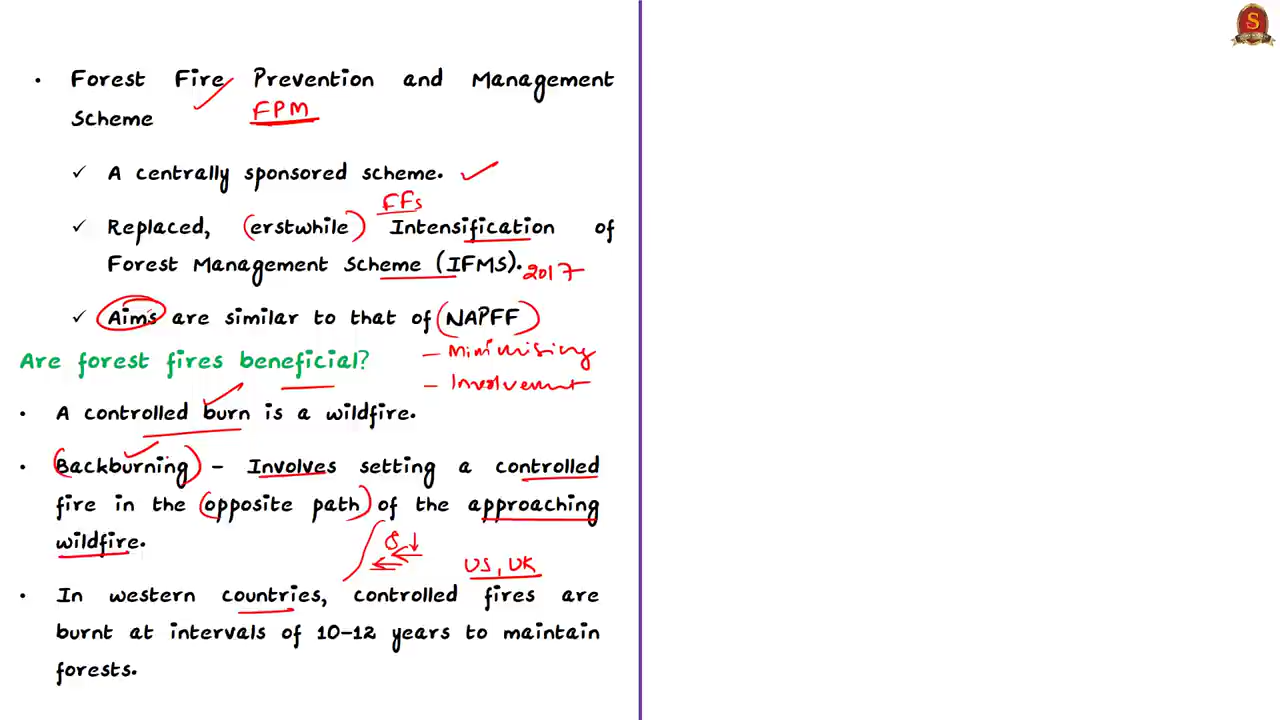 • Forest Fire Prevention and Management
Scheme FPM
✓ A centrally sponsored scheme.
FFs
✓ Replaced, (erstwhile) Intensification of
Forest Management Scheme (IFMS). 2017
✓ Aims are similar to that of (NAPFF)
Are forest fires beneficial?
- Minimising
- Involvement
• A controlled burn is a wildfire.
• (Backburning) - Involves setting a controlled
fire in the (opposite path) of the approaching
wildfire.
US, UK
• In western countries, controlled fires are
burnt at intervals of 10-12 years to maintain
forests.
S